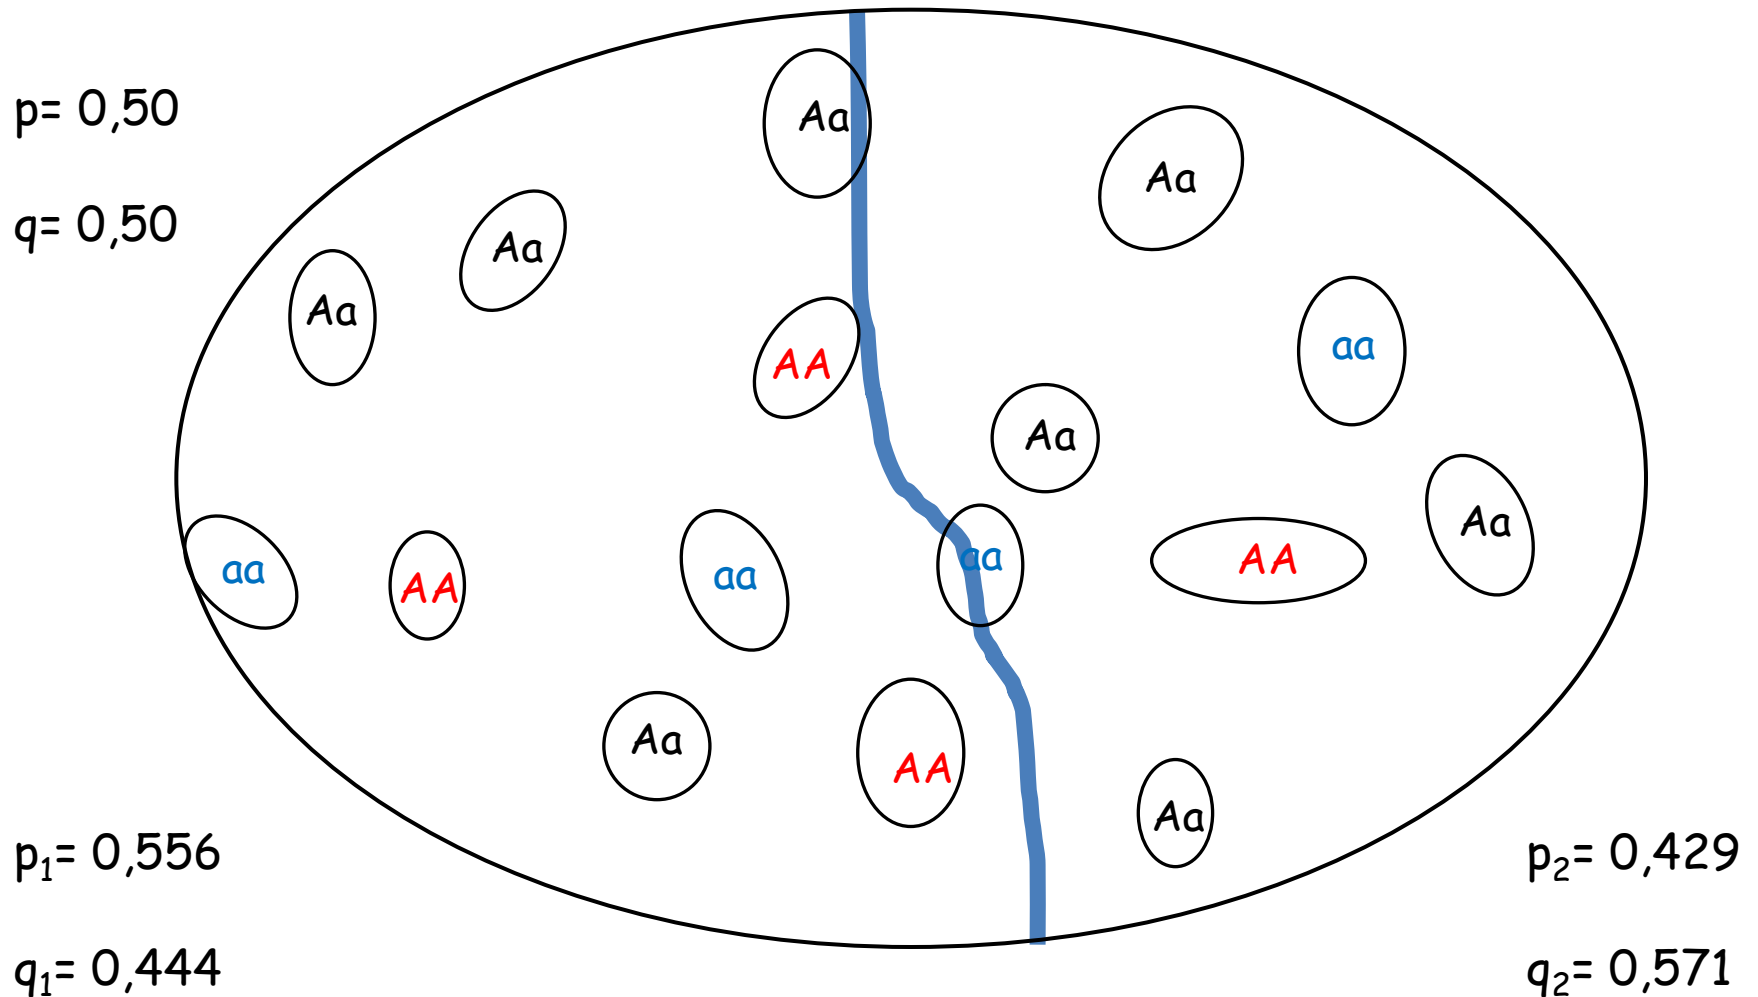 p= 0,50
q= 0,50
Aa
Aa
Aa
Aa
Aa
AA
aa
Aa
Aa
aa
AA
aa
aa
AA
Aa
AA
Aa
p₁= 0,556
q₁= 0,444
p₂= 0,429
q₂= 0,571